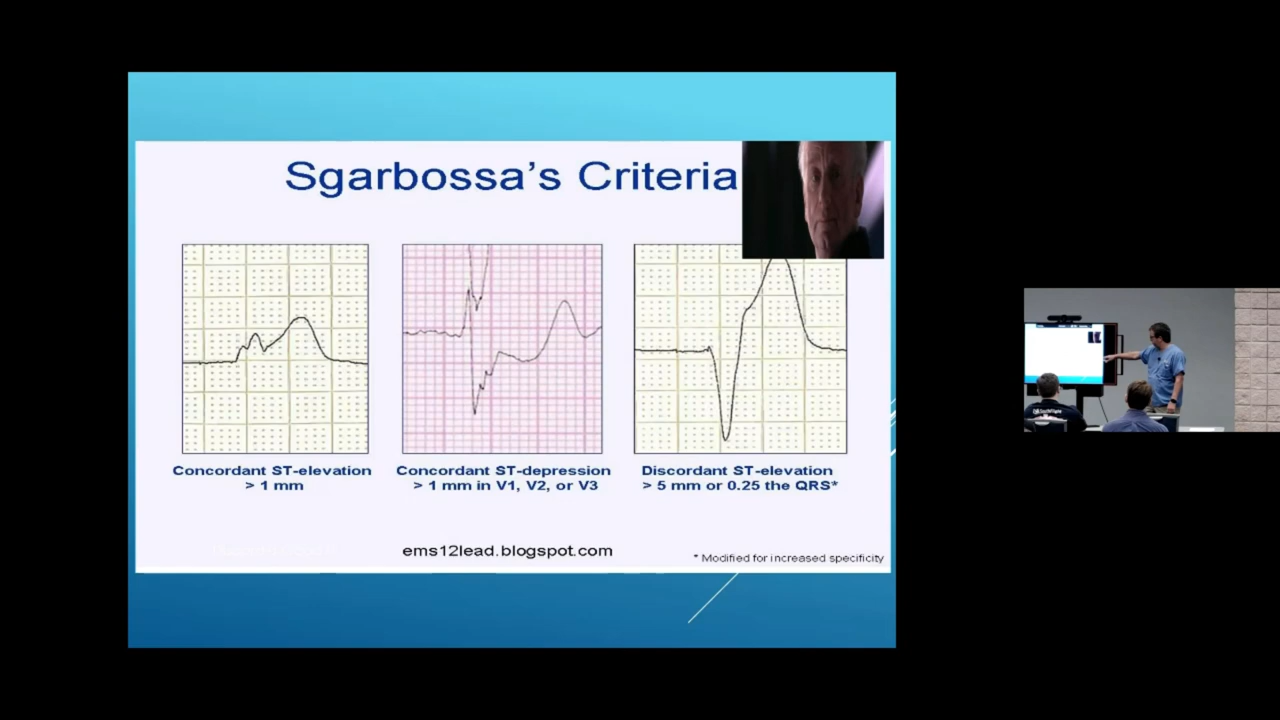 Sgarbossa's Criteria
Concordant ST-elevation
> 1 mm
Concordant ST-depression
> 1 mm in V1, V2, or V3
Discordant ST-elevation
> 5 mm or 0.25 the QRS*
ems12lead.blogspot.com
* Modified for increased specificity